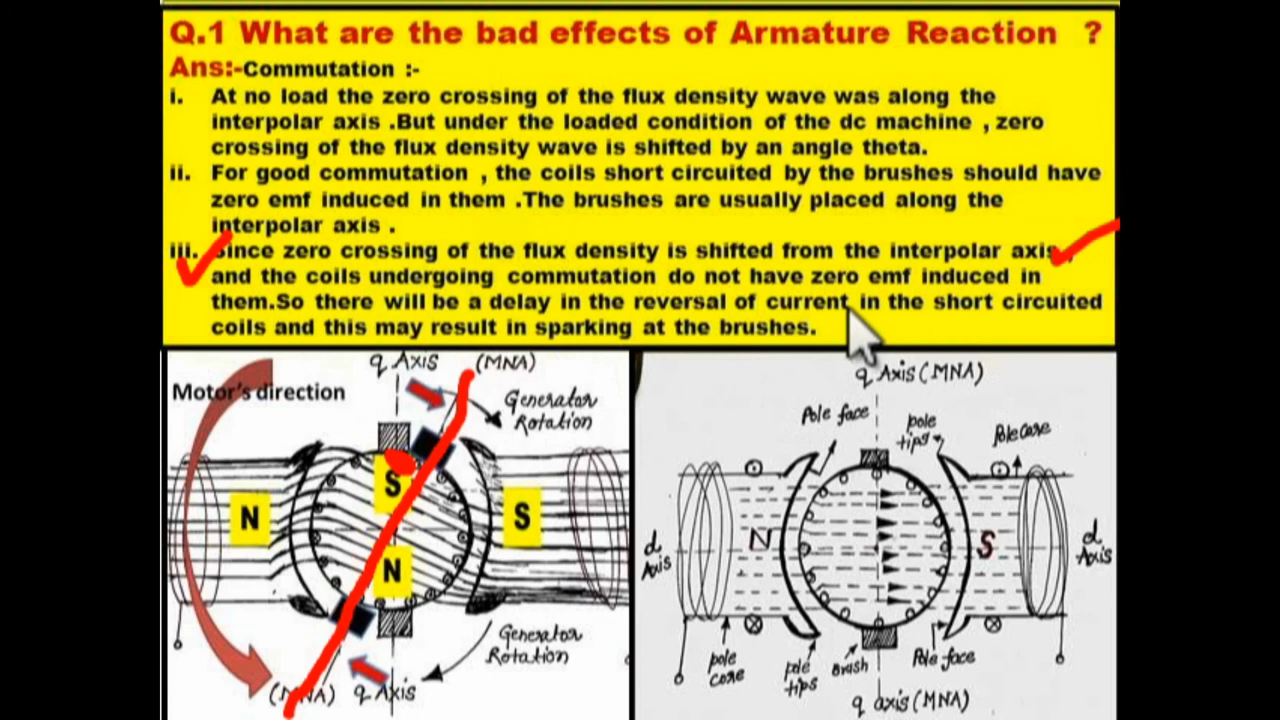 Q.1 What are the bad effects of Armature Reaction ?
Ans:-Commutation :-
i. At no load the zero crossing of the flux density wave was along the
interpolar axis .But under the loaded condition of the dc machine , zero
crossing of the flux density wave is shifted by an angle theta.
ii. For good commutation , the coils short circuited by the brushes should have
zero emf induced in them .The brushes are usually placed along the
interpolar axis .
iii. Since zero crossing of the flux density is shifted from the interpolar axis ,
and the coils undergoing commutation do not have zero emf induced in
them.So there will be a delay in the reversal of current in the short circuited
coils and this may result in sparking at the brushes.
q Axis (MNA)
Motor's direction
Generator
Rotation
S
N
S
N
Generator
Rotation
(MNA) q Axis
q Axis (MNA)
Pole face
pole
tips
Pole core
N
S
d
Axis
d
Axis
pole
core
pole
tips
Brush
Pole face
q axis (MNA)